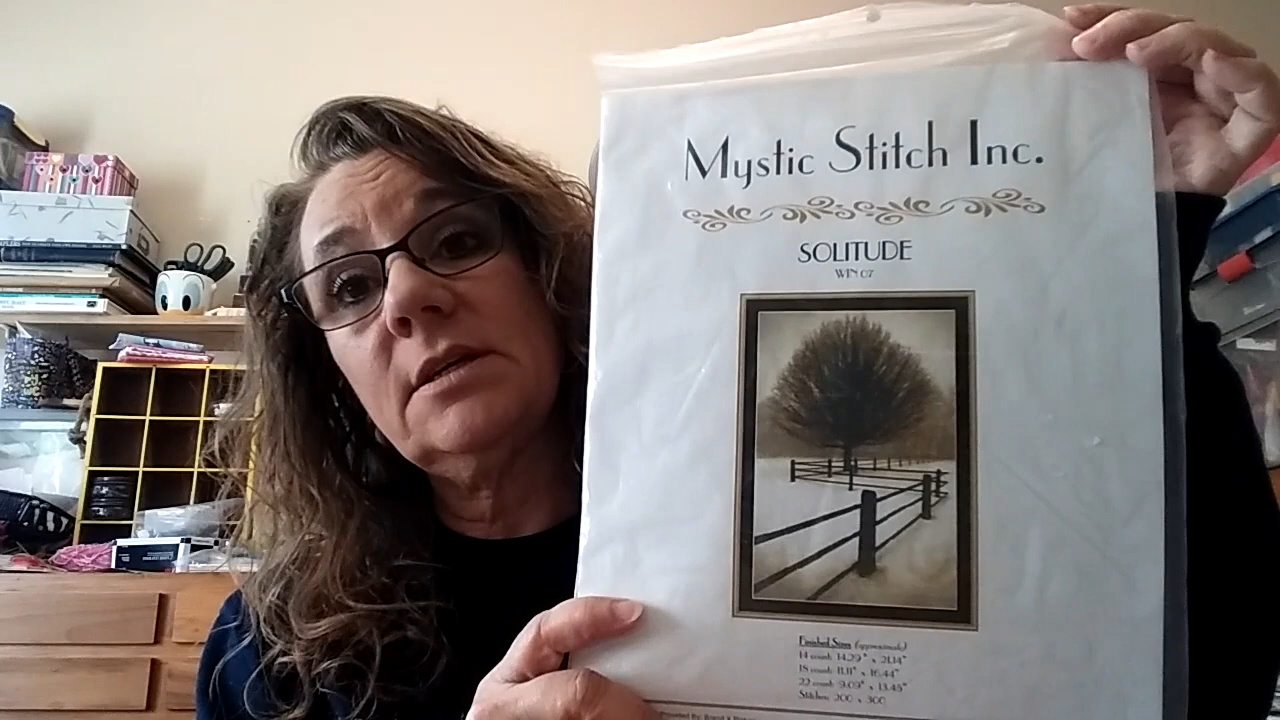 Mystic Stitch Inc.
SOLITUDE
WIN 07
Finished Sizes (approximate)
14 count: 14.29" x 21.14"
18 count: 11.11" x 16.44"
22 count: 9.09" x 13.45"
Stitches: 200 x 300